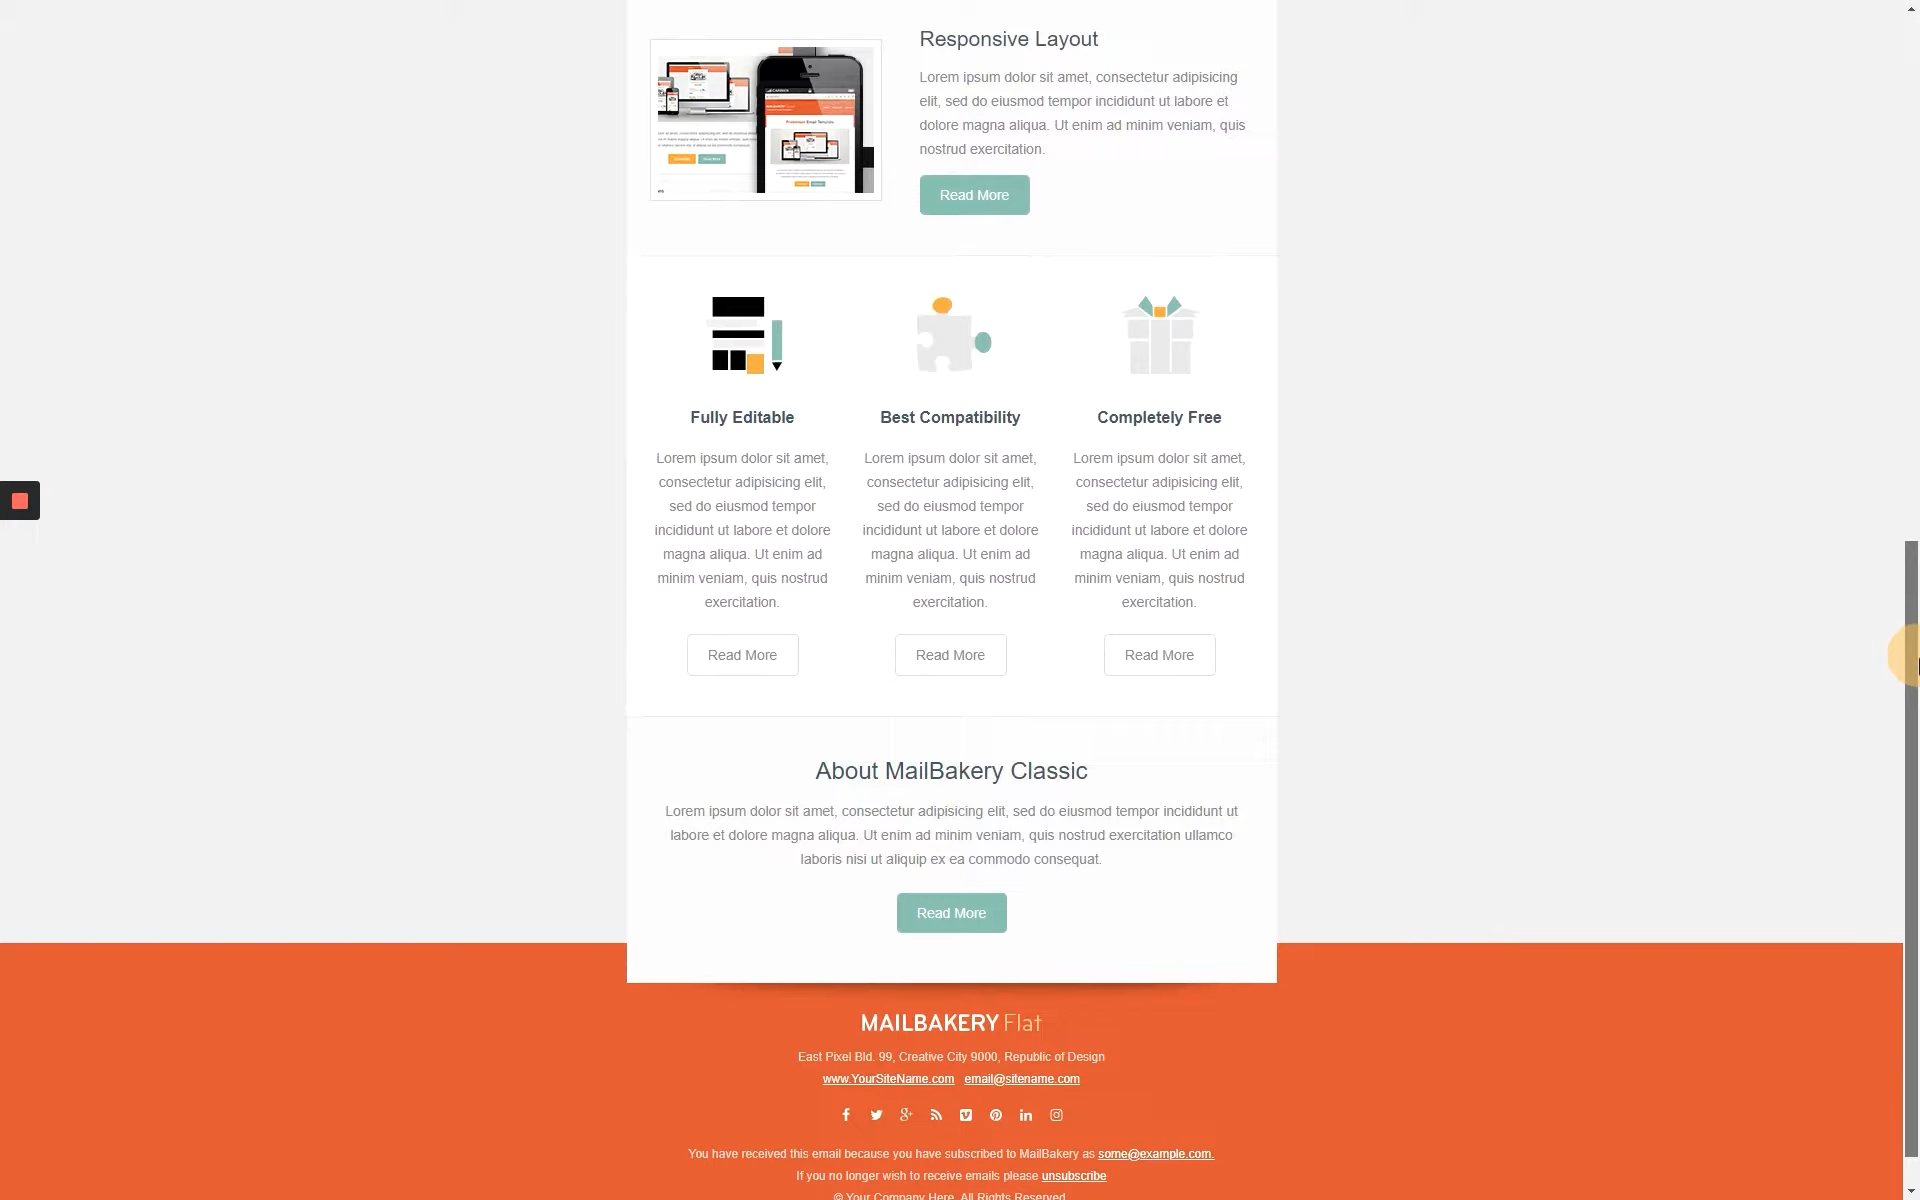 Responsive Layout
Lorem ipsum dolor sit amet, consectetur adipisicing
elit, sed do eiusmod tempor incididunt ut labore et
dolore magna aliqua. Ut enim ad minim veniam, quis
nostrud exercitation.
Read More
Fully Editable
Lorem ipsum dolor sit amet,
consectetur adipisicing elit,
sed do eiusmod tempor
incididunt ut labore et dolore
magna aliqua. Ut enim ad
minim veniam, quis nostrud
exercitation.
Read More
Best Compatibility
Lorem ipsum dolor sit amet,
consectetur adipisicing elit,
sed do eiusmod tempor
incididunt ut labore et dolore
magna aliqua. Ut enim ad
minim veniam, quis nostrud
exercitation.
Read More
Completely Free
Lorem ipsum dolor sit amet,
consectetur adipisicing elit,
sed do eiusmod tempor
incididunt ut labore et dolore
magna aliqua. Ut enim ad
minim veniam, quis nostrud
exercitation.
Read More
About MailBakery Classic
Lorem ipsum dolor sit amet, consectetur adipisicing elit, sed do eiusmod tempor incididunt ut
labore et dolore magna aliqua. Ut enim ad minim veniam, quis nostrud exercitation ullamco
laboris nisi ut aliquip ex ea commodo consequat.
Read More
MAILBAKERY Flat
East Pixel Bld. 99, Creative City 9000, Republic of Design
www.YourSiteName.com email@sitename.com
You have received this email because you have subscribed to MailBakery as some@example.com.
If you no longer wish to receive emails please unsubscribe
© Your Company Here. All Rights Reserved